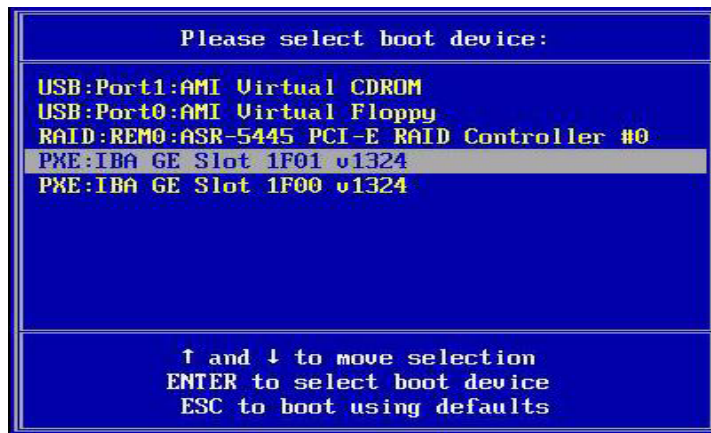 Please select boot device:
USB:Port1:AMI Virtual CDROM
USB:Port0:AMI Virtual Floppy
RAID:REM0:ASR-5445 PCI-E RAID Controller #0
PXE:IBA GE Slot 1F01 v1324
PXE:IBA GE Slot 1F00 v1324
↑ and ↓ to move selection
ENTER to select boot device
ESC to boot using defaults